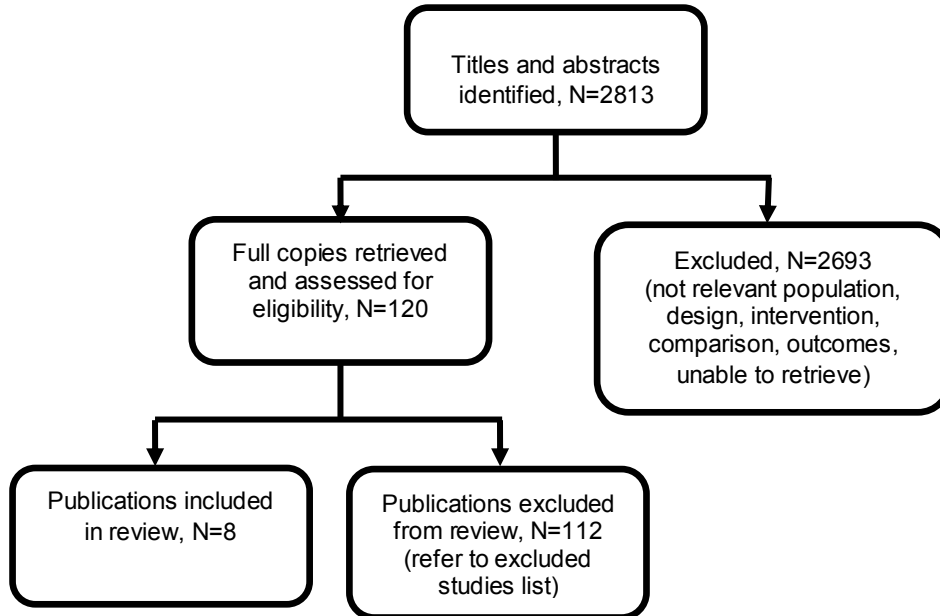 Titles and abstracts
identified, N=2813
Full copies retrieved
and assessed for
eligibility, N=120
Excluded, N=2693
(not relevant population,
design, intervention,
comparison, outcomes,
unable to retrieve)
Publications included
in review, N=8
Publications excluded
from review, N=112
(refer to excluded
studies list)